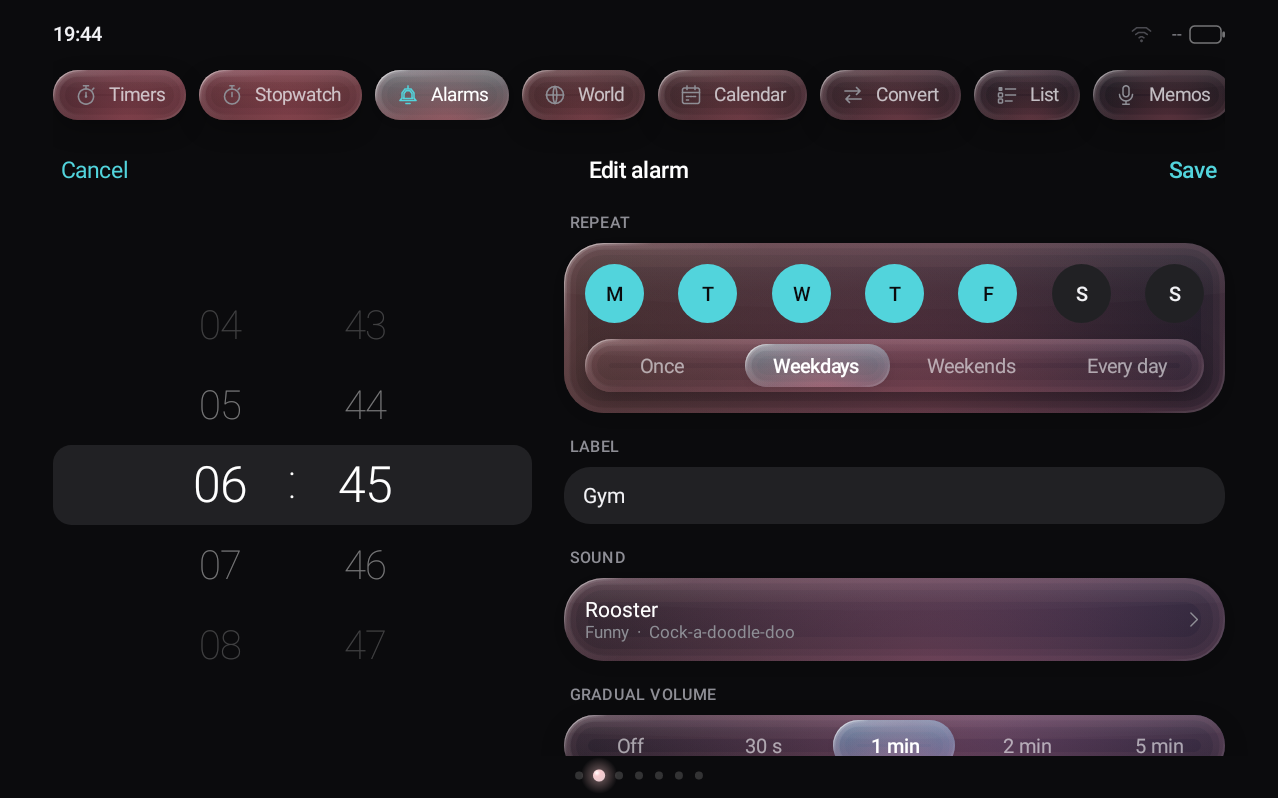 19:44 --
Timers Stopwatch Alarms World Calendar Convert List Memos
Cancel Edit alarm Save
REPEAT
M T W T F S S
Once Weekdays Weekends Every day
04 43
05 44
06 : 45
07 46
08 47
LABEL
Gym
SOUND
Rooster
Funny · Cock-a-doodle-doo
GRADUAL VOLUME
Off 30 s 1 min 2 min 5 min